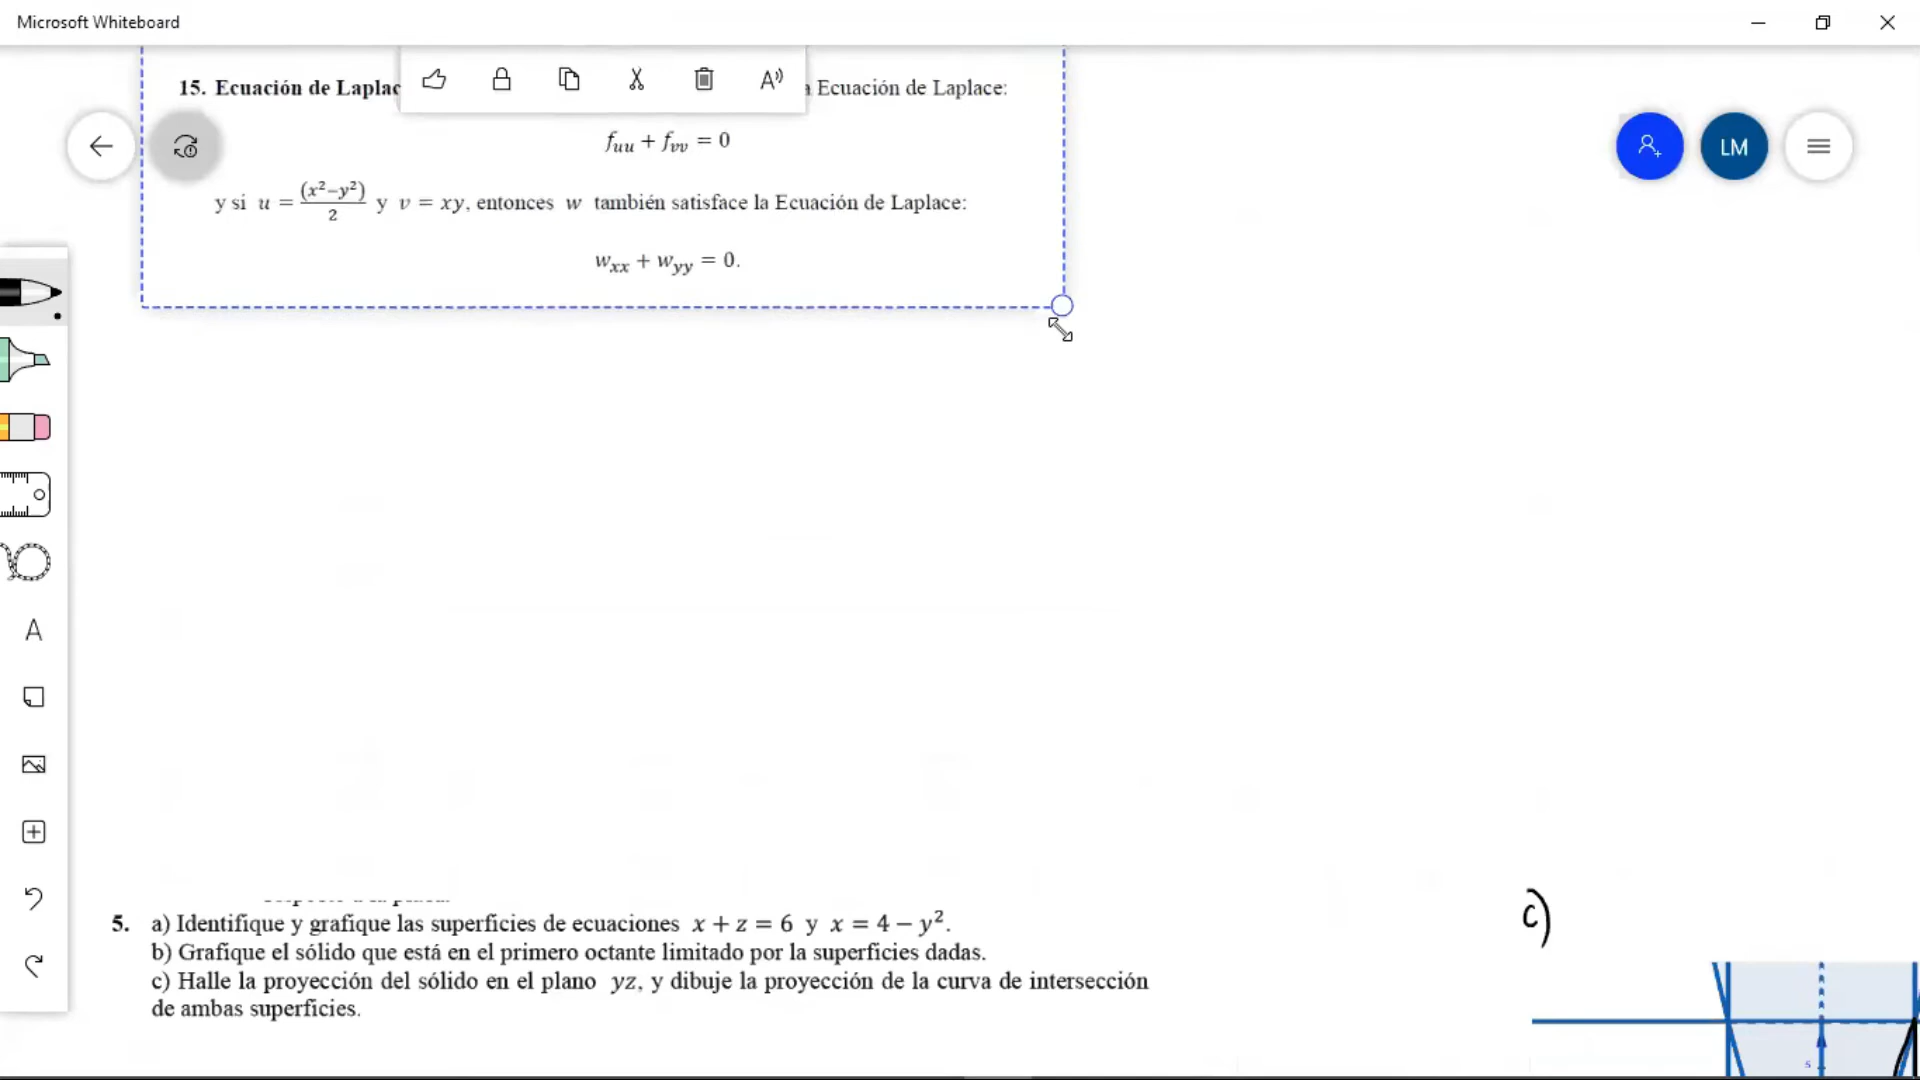 Microsoft Whiteboard
15. Ecuación de Laplac
a Ecuación de Laplace:
f_uu + f_vv = 0
y si u = (x²−y²)/2 y v = xy, entonces w también satisface la Ecuación de Laplace:
w_xx + w_yy = 0.
LM
A
5. a) Identifique y grafique las superficies de ecuaciones x + z = 6 y x = 4 − y².
b) Grafique el sólido que está en el primero octante limitado por la superficies dadas.
c) Halle la proyección del sólido en el plano yz, y dibuje la proyección de la curva de intersección
de ambas superficies.
c)
5